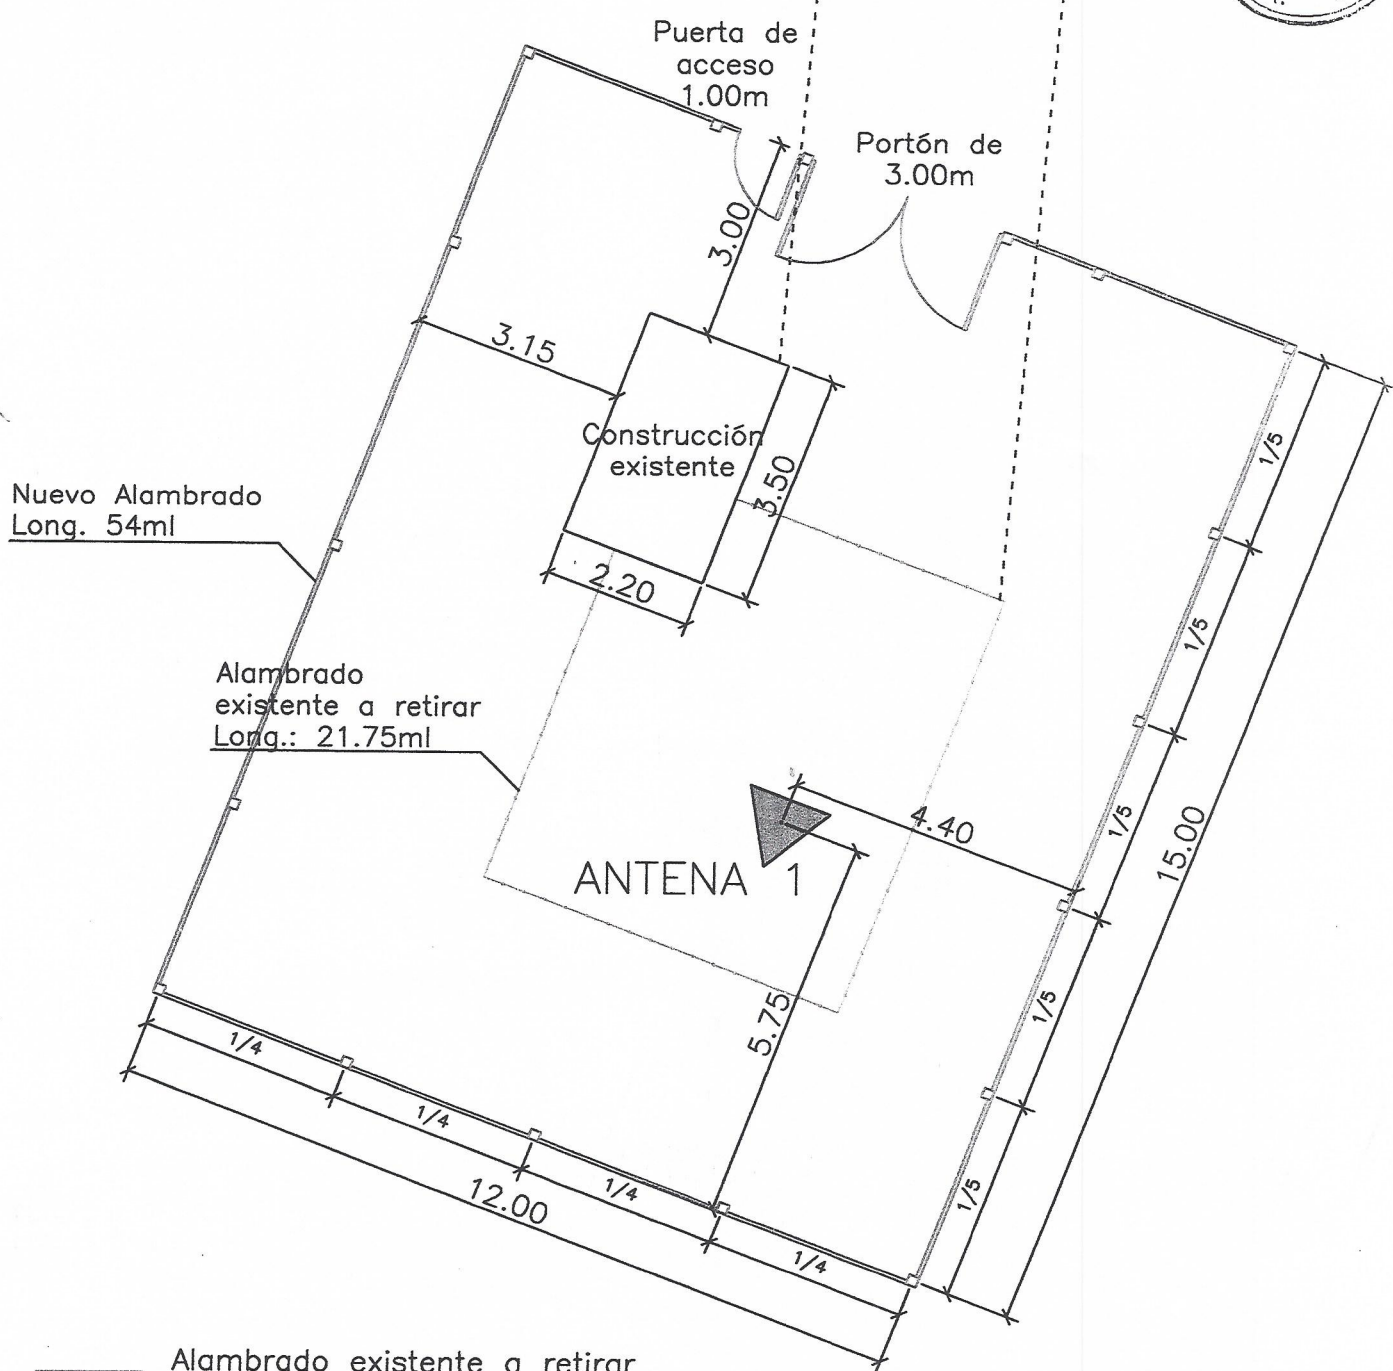 Puerta de
acceso
1.00m
Portón de
3.00m
3.00
3.15
Construcción
existente
3.50
2.20
Nuevo Alambrado
Long. 54ml
Alambrado
existente a retirar
Long.: 21.75ml
4.40
ANTENA 1
5.75
1/5
1/5
1/5
1/5
1/5
15.00
1/4
1/4
1/4
1/4
12.00
Alambrado existente a retirar